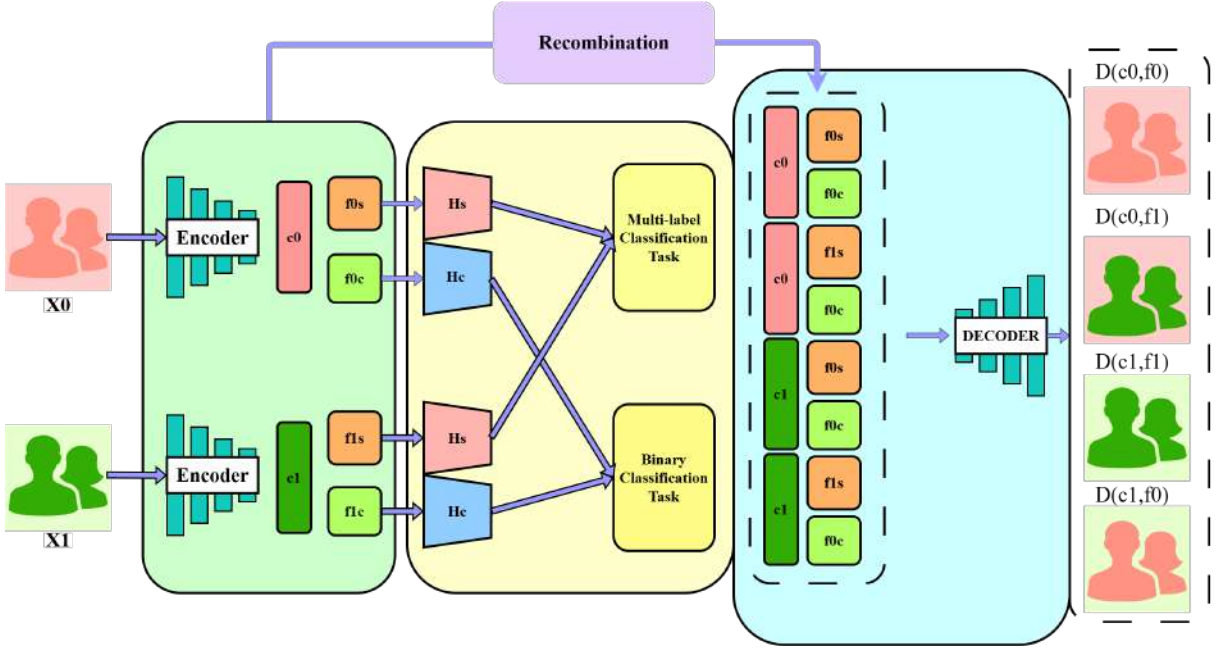 Recombination
X0
Encoder
c0
f0s
f0c
Hs
Hc
Multi-label
Classification
Task
X1
Encoder
c1
f1s
f1c
Hs
Hc
Binary
Classification
Task
c0
f0s
f0c
c0
f1s
f0c
c1
f0s
f0c
c1
f1s
f0c
DECODER
D(c0,f0)
D(c0,f1)
D(c1,f1)
D(c1,f0)